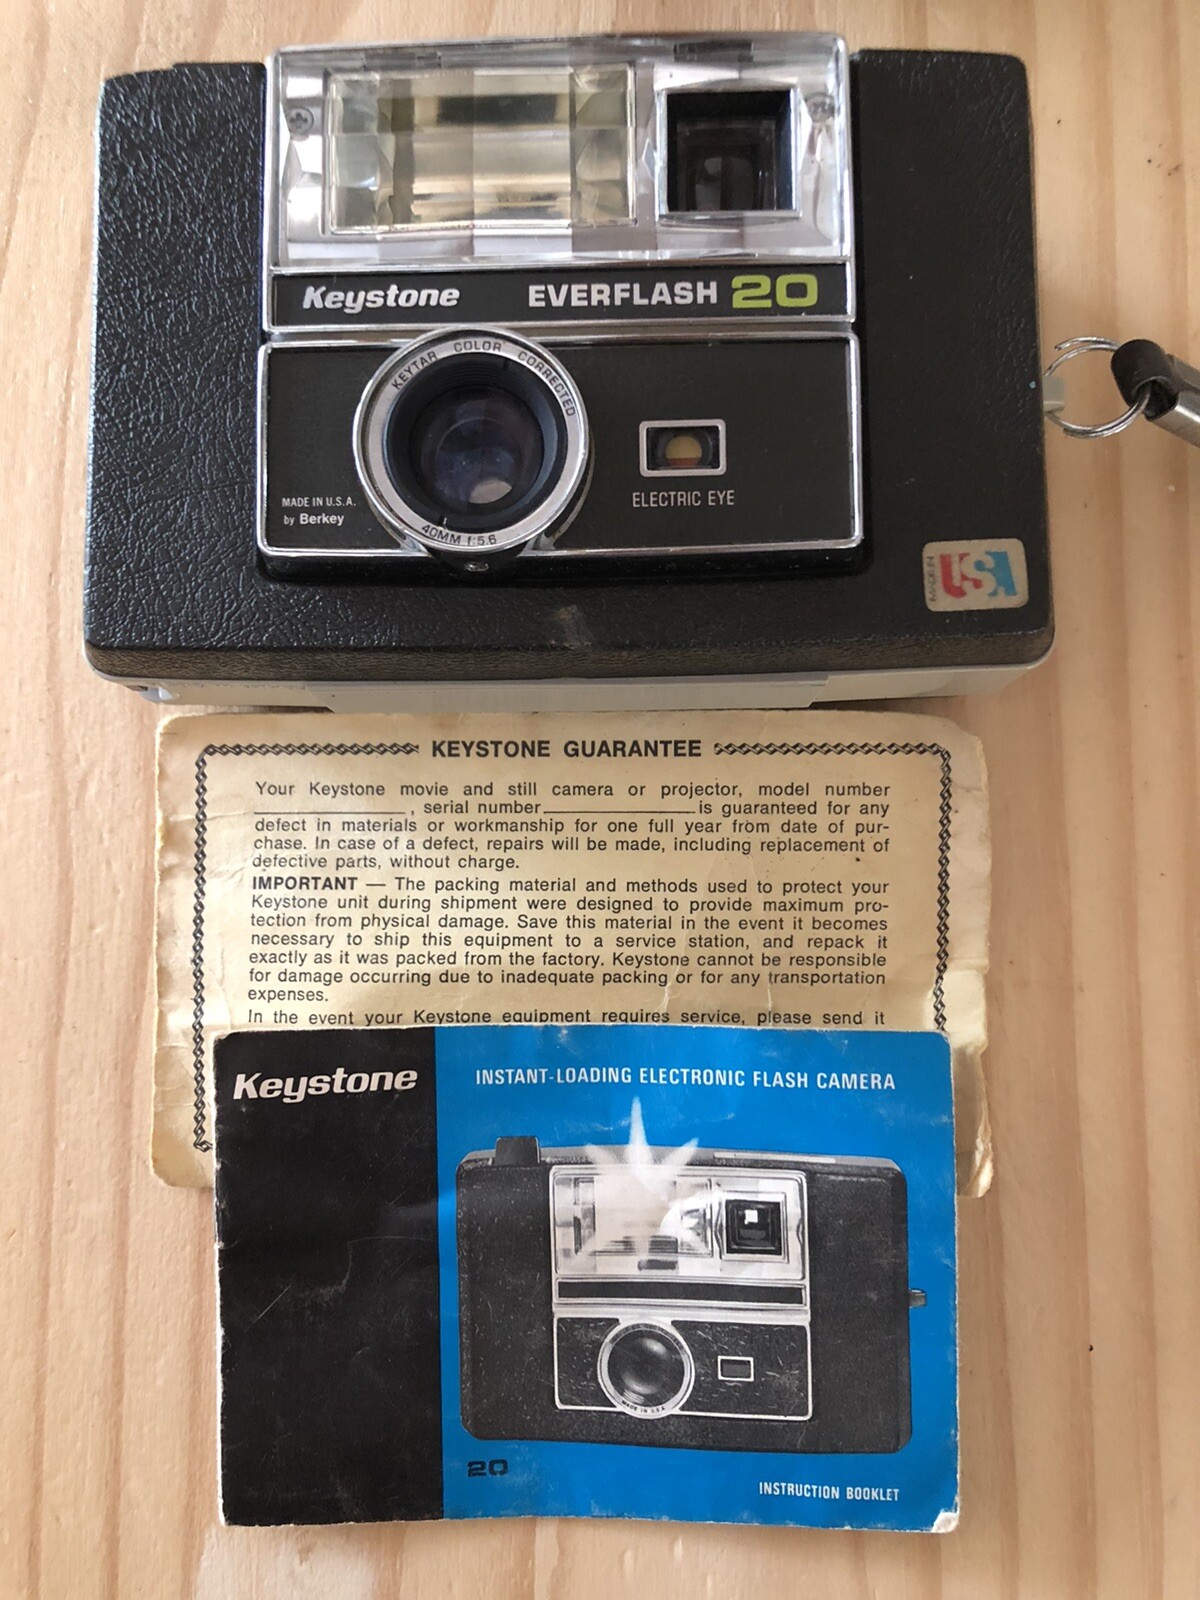 Keystone EVERFLASH 20
KEYTAR COLOR CORRECTED
40MM f:5.6
MADE IN U.S.A.
by Berkey
ELECTRIC EYE
MADE IN USA
KEYSTONE GUARANTEE
Your Keystone movie and still camera or projector, model number
, serial number is guaranteed for any
defect in materials or workmanship for one full year from date of pur-
chase. In case of a defect, repairs will be made, including replacement of
defective parts, without charge.
IMPORTANT — The packing material and methods used to protect your
Keystone unit during shipment were designed to provide maximum pro-
tection from physical damage. Save this material in the event it becomes
necessary to ship this equipment to a service station, and repack it
exactly as it was packed from the factory. Keystone cannot be responsible
for damage occurring due to inadequate packing or for any transportation
expenses.
In the event your Keystone equipment requires service, please send it
Keystone
INSTANT-LOADING ELECTRONIC FLASH CAMERA
MADE IN U.S.A.
20
INSTRUCTION BOOKLET